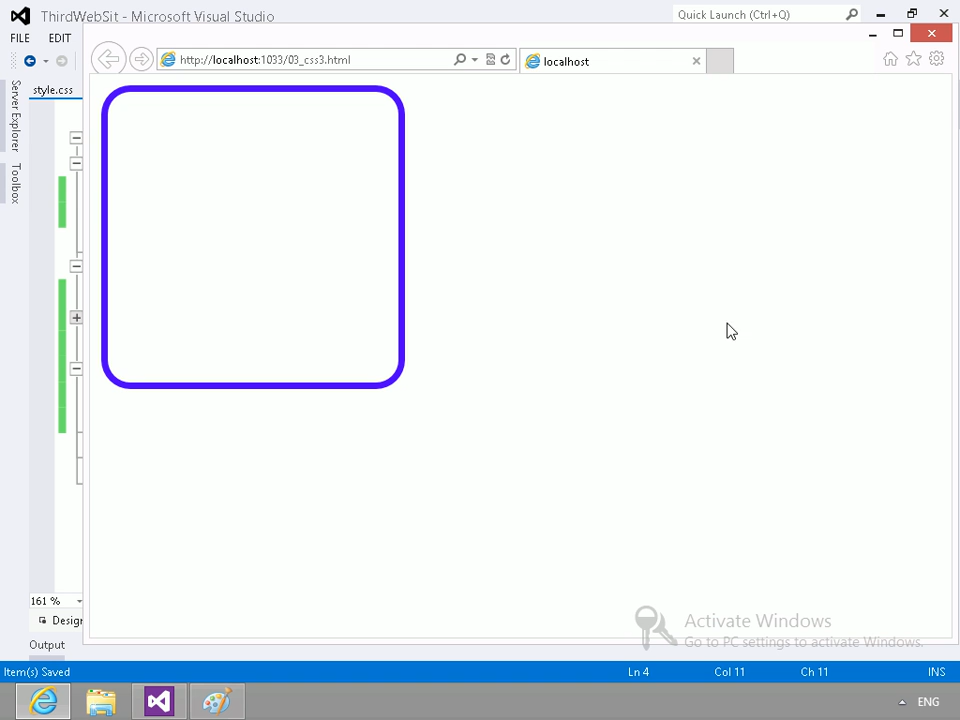 ThirdWebSit - Microsoft Visual Studio
Quick Launch (Ctrl+Q)
FILE
EDIT
http://localhost:1033/03_css3.html
localhost
style.css
Server Explorer
Toolbox
161 %
Design
Output
Activate Windows
Go to PC settings to activate Windows.
Item(s) Saved
Ln 4
Col 11
Ch 11
INS
ENG